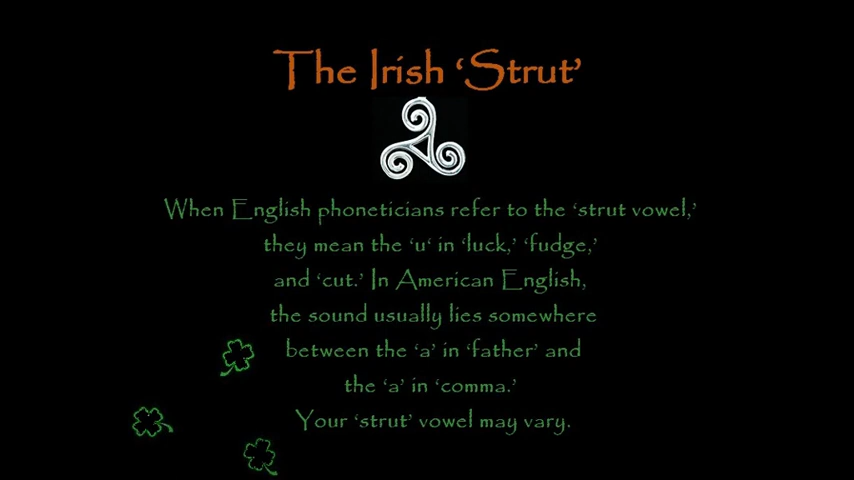 The Irish ‘Strut’
When English phoneticians refer to the ‘strut vowel,’
they mean the ‘u‘ in ‘luck,’ ‘fudge,’
and ‘cut.’ In American English,
the sound usually lies somewhere
between the ‘a’ in ‘father’ and
the ‘a’ in ‘comma.’
Your ‘strut’ vowel may vary.